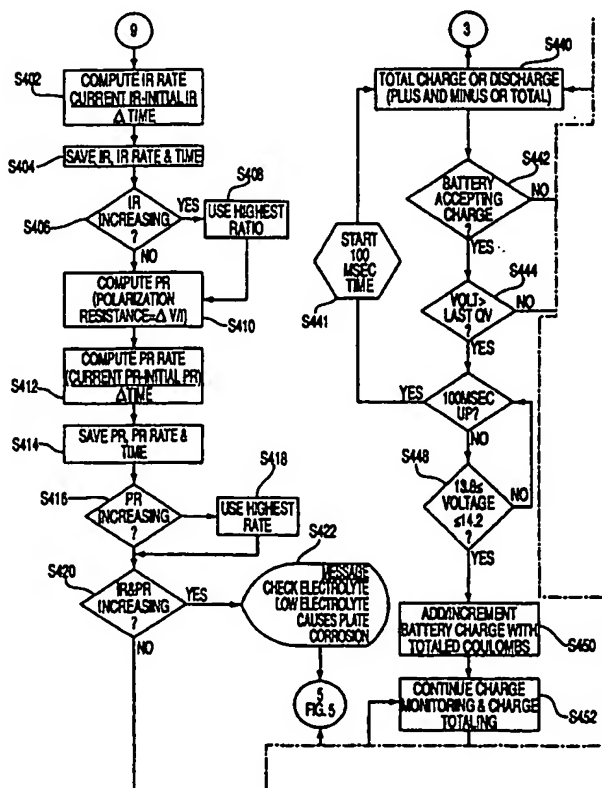 9
S402
COMPUTE IR RATE
CURRENT IR-INITIAL IR
Δ TIME
S404
SAVE IR, IR RATE & TIME
S406
IR
INCREASING
?
YES
NO
S408
USE HIGHEST
RATIO
COMPUTE PR
(POLARIZATION
RESISTANCE=Δ V/I)
S410
S412
COMPUTE PR RATE
(CURRENT PR-INITIAL PR)
Δ TIME
S414
SAVE PR, PR RATE &
TIME
S416
PR
INCREASING
?
S418
USE HIGHEST
RATE
S420
IR&PR
INCREASING
?
YES
NO
S422
MESSAGE
CHECK ELECTROLYTE
LOW ELECTROLYTE
CAUSES PLATE
CORROSION
5
FIG. 5
3
S440
TOTAL CHARGE OR DISCHARGE
(PLUS AND MINUS OR TOTAL)
S442
BATTERY
ACCEPTING
CHARGE
?
NO
YES
START
100
MSEC
TIME
S441
S444
VOLT>
LAST QV
?
NO
YES
100MSEC
UP?
YES
NO
S448
13.8≤
VOLTAGE
≤14.2
?
NO
YES
ADD/INCREMENT
BATTERY CHARGE WITH
TOTALED COULOMBS
S450
CONTINUE CHARGE
MONITORING & CHARGE
TOTALING
S452